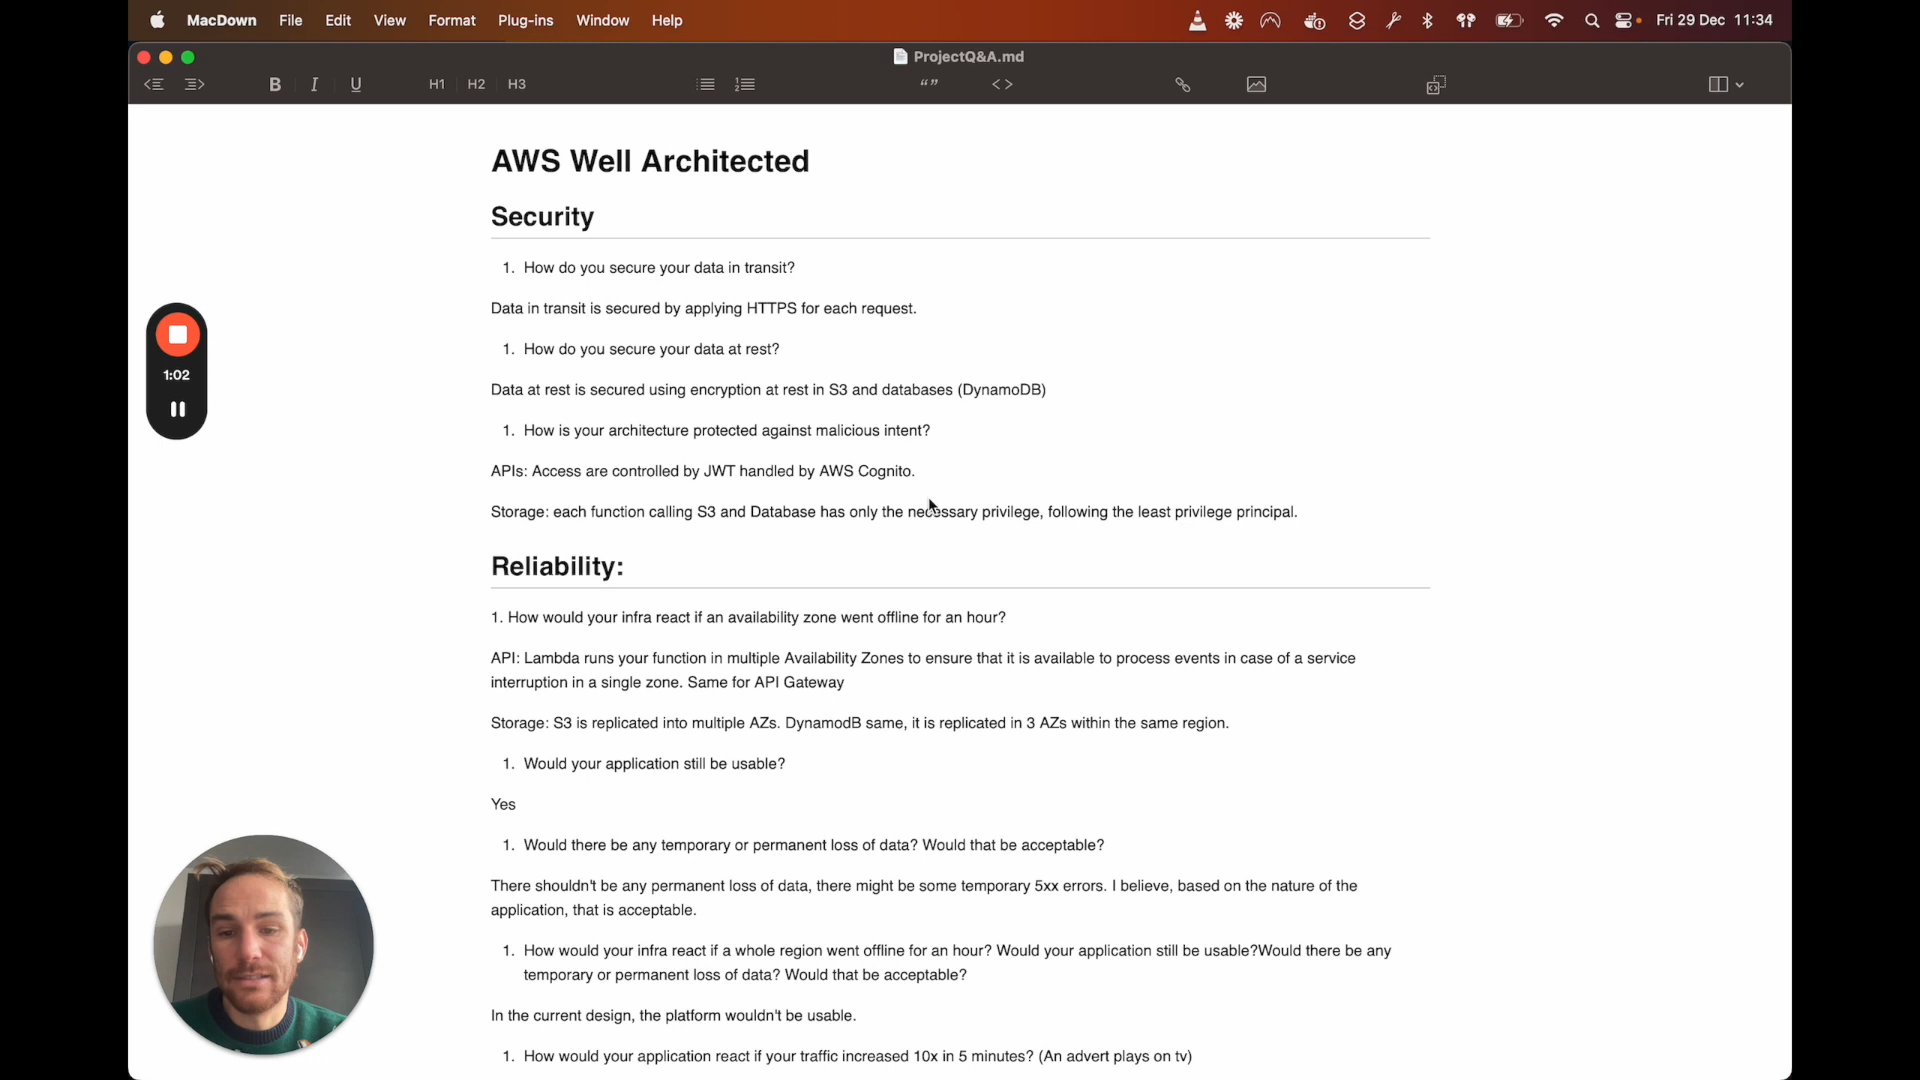 MacDown File Edit View Format Plug-ins Window Help Fri 29 Dec 11:34
ProjectQ&A.md
B I U H1 H2 H3 “” <>
AWS Well Architected
Security
1. How do you secure your data in transit?
Data in transit is secured by applying HTTPS for each request.
1. How do you secure your data at rest?
Data at rest is secured using encryption at rest in S3 and databases (DynamoDB)
1. How is your architecture protected against malicious intent?
APIs: Access are controlled by JWT handled by AWS Cognito.
Storage: each function calling S3 and Database has only the necessary privilege, following the least privilege principal.
Reliability:
1. How would your infra react if an availability zone went offline for an hour?
API: Lambda runs your function in multiple Availability Zones to ensure that it is available to process events in case of a service
interruption in a single zone. Same for API Gateway
Storage: S3 is replicated into multiple AZs. DynamodB same, it is replicated in 3 AZs within the same region.
1. Would your application still be usable?
Yes
1. Would there be any temporary or permanent loss of data? Would that be acceptable?
There shouldn't be any permanent loss of data, there might be some temporary 5xx errors. I believe, based on the nature of the
application, that is acceptable.
1. How would your infra react if a whole region went offline for an hour? Would your application still be usable?Would there be any
temporary or permanent loss of data? Would that be acceptable?
In the current design, the platform wouldn't be usable.
1. How would your application react if your traffic increased 10x in 5 minutes? (An advert plays on tv)
1:02